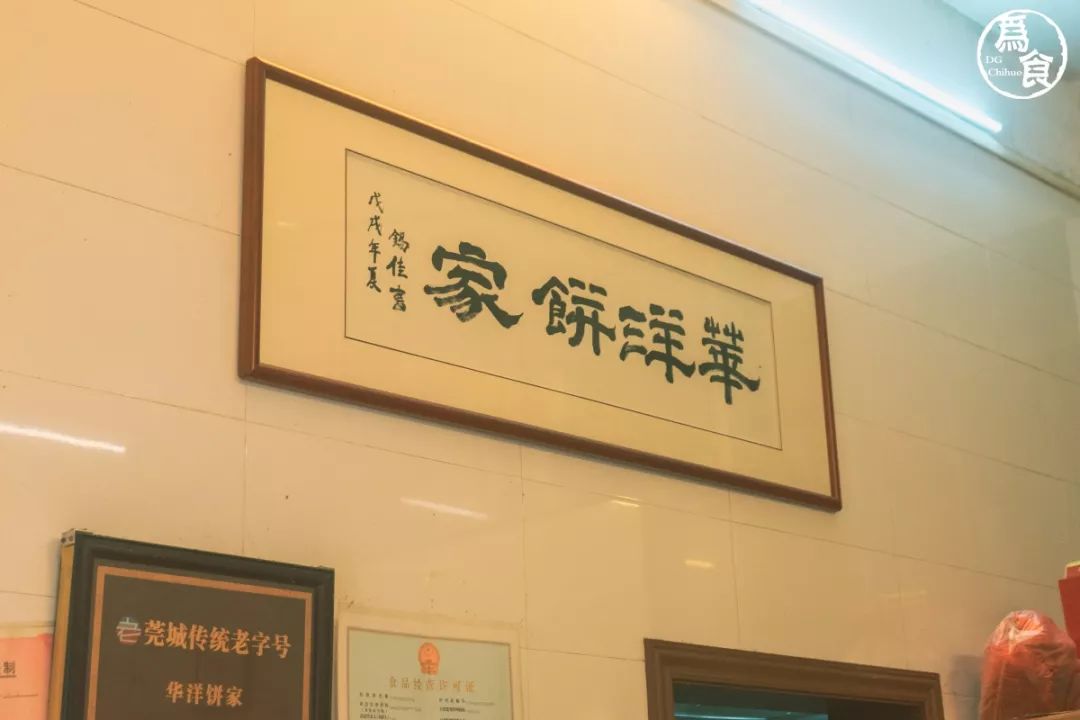 為食
DG
Chihuo
華洋餅家
戊戌年夏
錫佳書
莞城传统老字号
华洋饼家
食品经营许可证
制